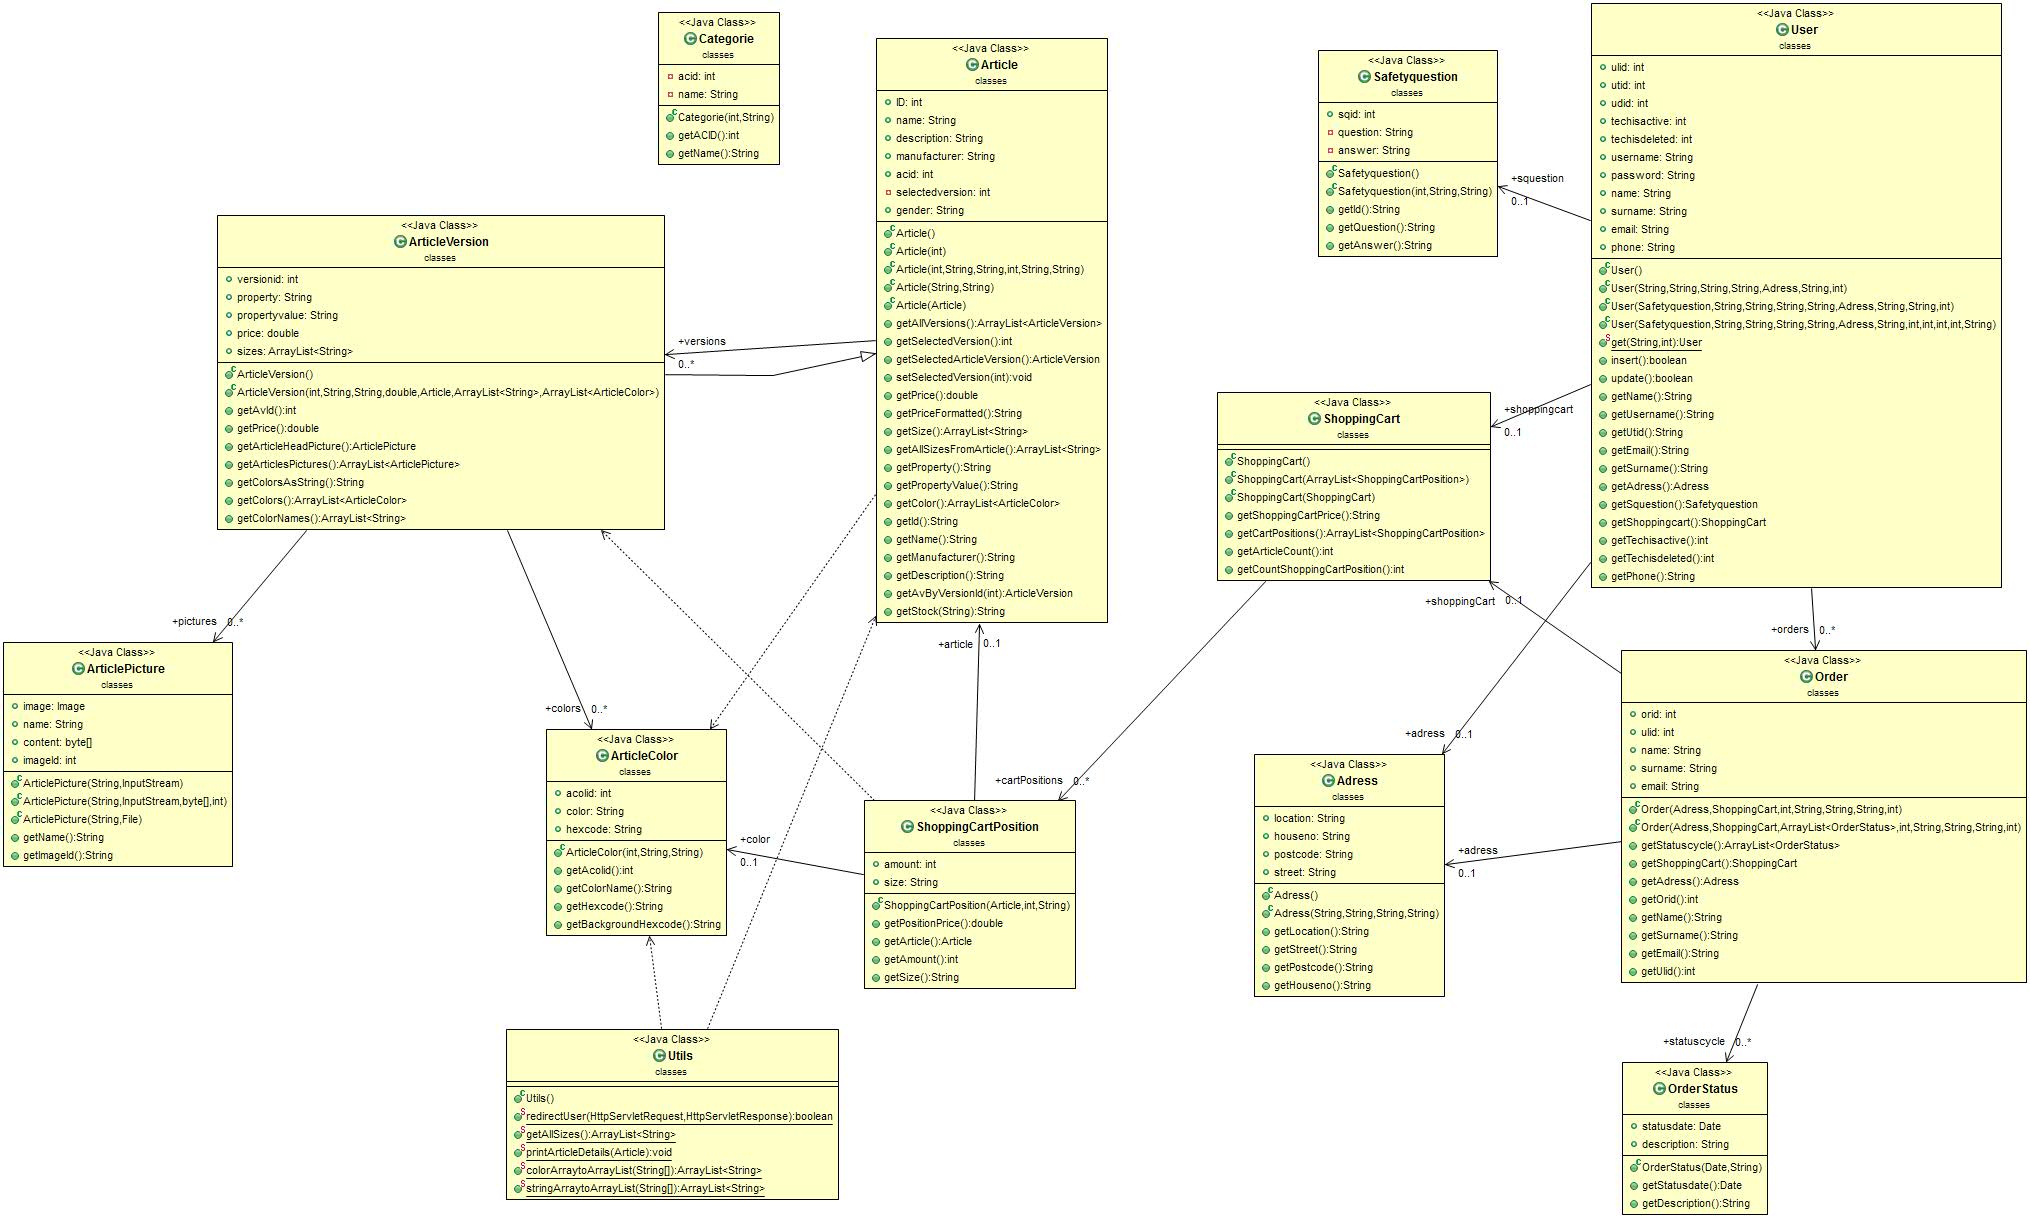 <<Java Class>>
Categorie
classes
acid: int
name: String
Categorie(int,String)
getACID():int
getName():String
<<Java Class>>
Article
classes
ID: int
name: String
description: String
manufacturer: String
acid: int
selectedversion: int
gender: String
Article()
Article(int)
Article(int,String,String,int,String,String)
Article(String,String)
Article(Article)
getAllVersions():ArrayList<ArticleVersion>
getSelectedVersion():int
getSelectedArticleVersion():ArticleVersion
setSelectedVersion(int):void
getPrice():double
getPriceFormatted():String
getSize():ArrayList<String>
getAllSizesFromArticle():ArrayList<String>
getProperty():String
getPropertyValue():String
getColor():ArrayList<ArticleColor>
getId():String
getName():String
getManufacturer():String
getDescription():String
getAvByVersionId(int):ArticleVersion
getStock(String):String
<<Java Class>>
Safetyquestion
classes
sqid: int
question: String
answer: String
Safetyquestion()
Safetyquestion(int,String,String)
getId():String
getQuestion():String
getAnswer():String
+squestion
0..1
<<Java Class>>
User
classes
ulid: int
utid: int
udid: int
techisactive: int
techisdeleted: int
username: String
password: String
name: String
surname: String
email: String
phone: String
User()
User(String,String,String,String,Adress,String,int)
User(Safetyquestion,String,String,String,String,Adress,String,String,int)
User(Safetyquestion,String,String,String,String,Adress,String,int,int,int,int,String)
get(String,int):User
insert():boolean
update():boolean
getName():String
getUsername():String
getUtid():String
getEmail():String
getSurname():String
getAdress():Adress
getSquestion():Safetyquestion
getShoppingcart():ShoppingCart
getTechisactive():int
getTechisdeleted():int
getPhone():String
<<Java Class>>
ArticleVersion
classes
versionid: int
property: String
propertyvalue: String
price: double
sizes: ArrayList<String>
ArticleVersion()
ArticleVersion(int,String,String,double,Article,ArrayList<String>,ArrayList<ArticleColor>)
getAvId():int
getPrice():double
getArticleHeadPicture():ArticlePicture
getArticlesPictures():ArrayList<ArticlePicture>
getColorsAsString():String
getColors():ArrayList<ArticleColor>
getColorNames():ArrayList<String>
+versions
0..*
<<Java Class>>
ShoppingCart
classes
ShoppingCart()
ShoppingCart(ArrayList<ShoppingCartPosition>)
ShoppingCart(ShoppingCart)
getShoppingCartPrice():String
getCartPositions():ArrayList<ShoppingCartPosition>
getArticleCount():int
getCountShoppingCartPosition():int
+shoppingcart
0..1
+shoppingCart 0..1
+pictures 0..*
<<Java Class>>
ArticlePicture
classes
image: Image
name: String
content: byte[]
imageId: int
ArticlePicture(String,InputStream)
ArticlePicture(String,InputStream,byte[],int)
ArticlePicture(String,File)
getName():String
getImageId():String
+colors 0..*
<<Java Class>>
ArticleColor
classes
acolid: int
color: String
hexcode: String
ArticleColor(int,String,String)
getAcolid():int
getColorName():String
getHexcode():String
getBackgroundHexcode():String
+color
0..1
+article 0..1
+cartPositions 0..*
<<Java Class>>
ShoppingCartPosition
classes
amount: int
size: String
ShoppingCartPosition(Article,int,String)
getPositionPrice():double
getArticle():Article
getAmount():int
getSize():String
+adress 0..1
<<Java Class>>
Adress
classes
location: String
houseno: String
postcode: String
street: String
Adress()
Adress(String,String,String,String)
getLocation():String
getStreet():String
getPostcode():String
getHouseno():String
+adress
0..1
+orders 0..*
<<Java Class>>
Order
classes
orid: int
ulid: int
name: String
surname: String
email: String
Order(Adress,ShoppingCart,int,String,String,String,int)
Order(Adress,ShoppingCart,ArrayList<OrderStatus>,int,String,String,String,int)
getStatuscycle():ArrayList<OrderStatus>
getShoppingCart():ShoppingCart
getAdress():Adress
getOrid():int
getName():String
getSurname():String
getEmail():String
getUlid():int
<<Java Class>>
Utils
classes
Utils()
redirectUser(HttpServletRequest,HttpServletResponse):boolean
getAllSizes():ArrayList<String>
printArticleDetails(Article):void
colorArraytoArrayList(String[]):ArrayList<String>
stringArraytoArrayList(String[]):ArrayList<String>
+statuscycle 0..*
<<Java Class>>
OrderStatus
classes
statusdate: Date
description: String
OrderStatus(Date,String)
getStatusdate():Date
getDescription():String